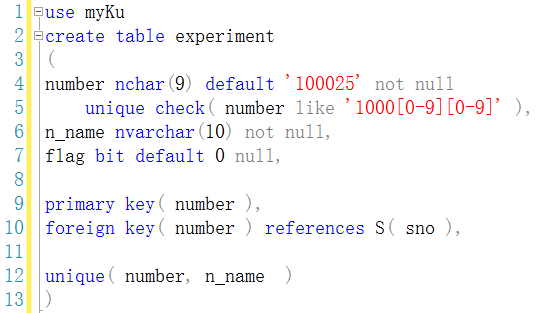 1 use myKu
2 create table experiment
3 (
4 number nchar(9) default '100025' not null
5     unique check( number like '1000[0-9][0-9]' ),
6 n_name nvarchar(10) not null,
7 flag bit default 0 null,
8
9 primary key( number ),
10 foreign key( number ) references S( sno ),
11
12 unique( number, n_name  )
13 )